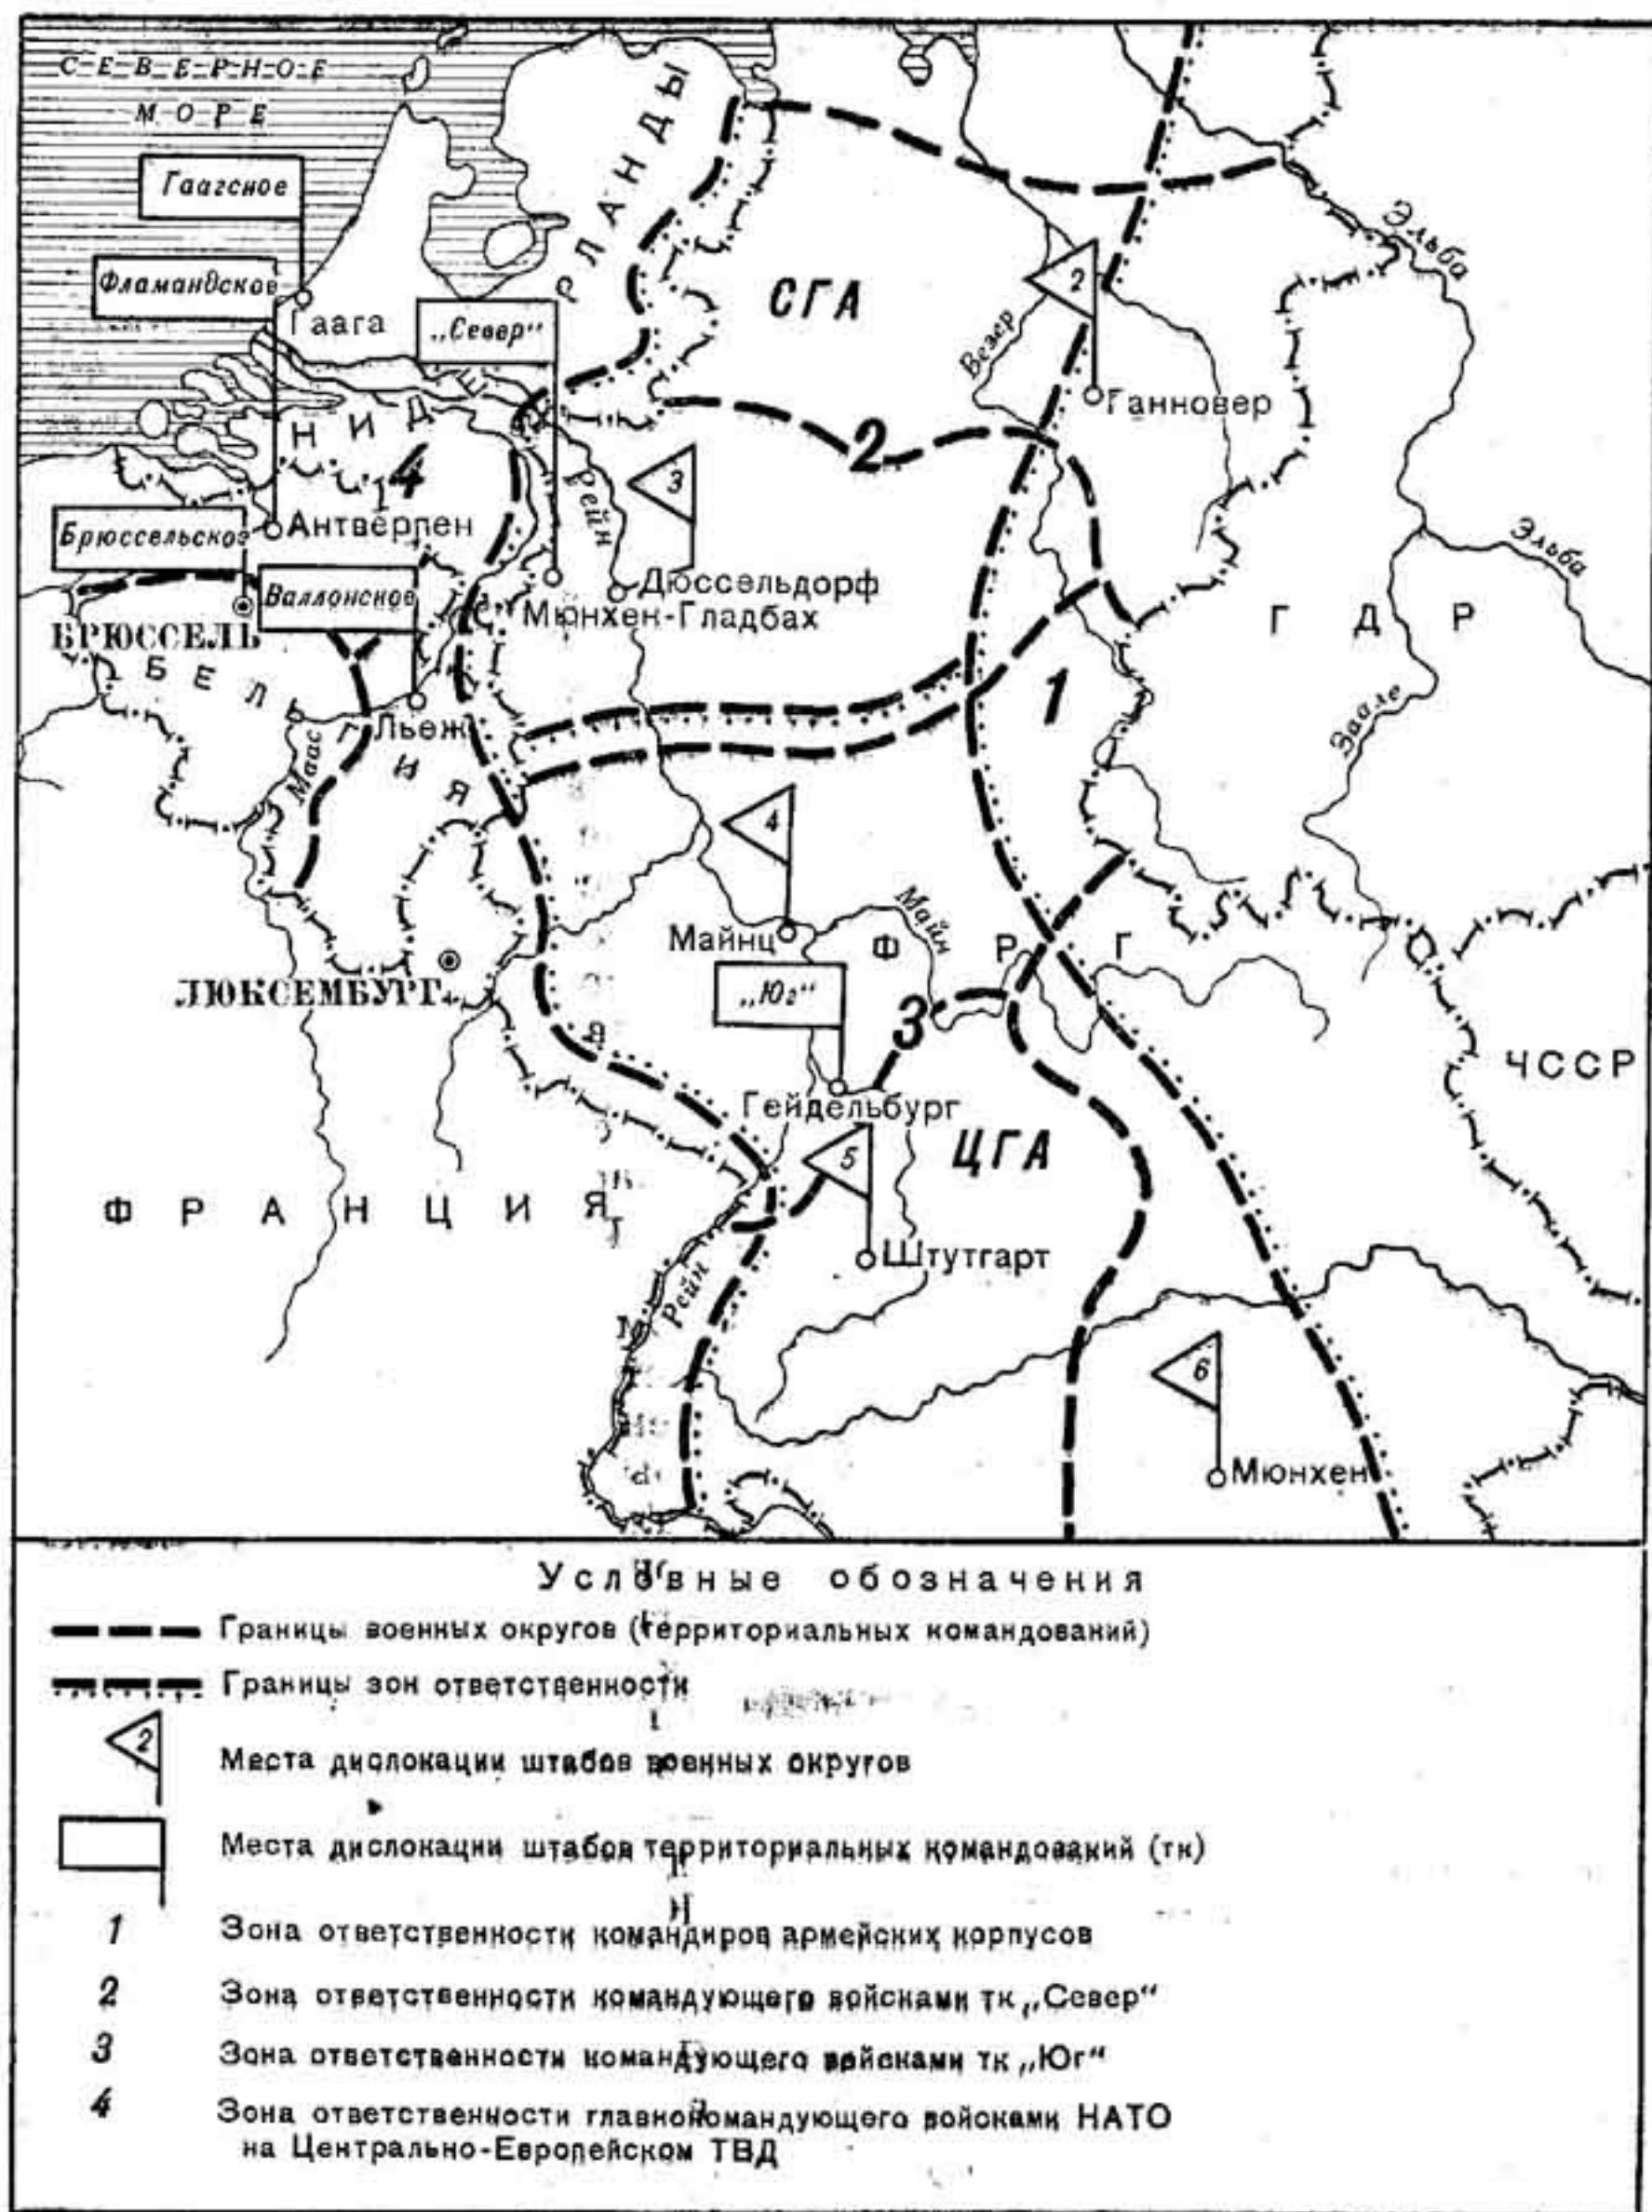 СЕВЕРНОЕ
МОРЕ
Гаагсное
Фламандское
Гаага
„Север“
НИДЕРЛАНДЫ
СГА
2
Везер
Ганновер
Эльба
2
3
4
Рейн
Антверпен
Брюссельское
Валлонское
Дюссельдорф
Мюнхен-Гладбах
БРЮССЕЛЬ
БЕЛЬГИЯ
Льеж
Маас
Эльба
ГДР
1
Заале
4
Майнц
Майн
ФРГ
ЛЮКСЕМБУРГ
„Юг“
3
ЧССР
Гейдельбург
ЦГА
5
ФРАНЦИЯ
Штутгарт
Рейн
6
Мюнхен
Условные обозначения
Границы военных округов (территориальных командований)
Границы зон ответственности
2
Места дислокации штабов военных округов
Места дислокации штабов территориальных командований (тк)
1 Зона ответственности командиров армейских корпусов
2 Зона ответственности командующего войсками тк „Север“
3 Зона ответственности командующего войсками тк „Юг“
4 Зона ответственности главнокомандующего войсками НАТО
на Центрально-Европейском ТВД